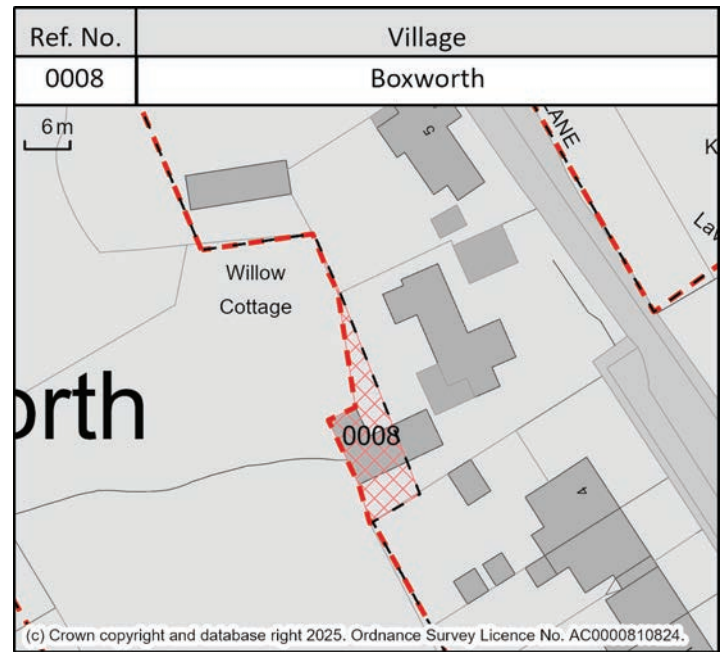 Ref. No. Village
0008 Boxworth
6 m
5
LANE
K
Law
Willow
Cottage
orth
0008
4
(c) Crown copyright and database right 2025. Ordnance Survey Licence No. AC0000810824.